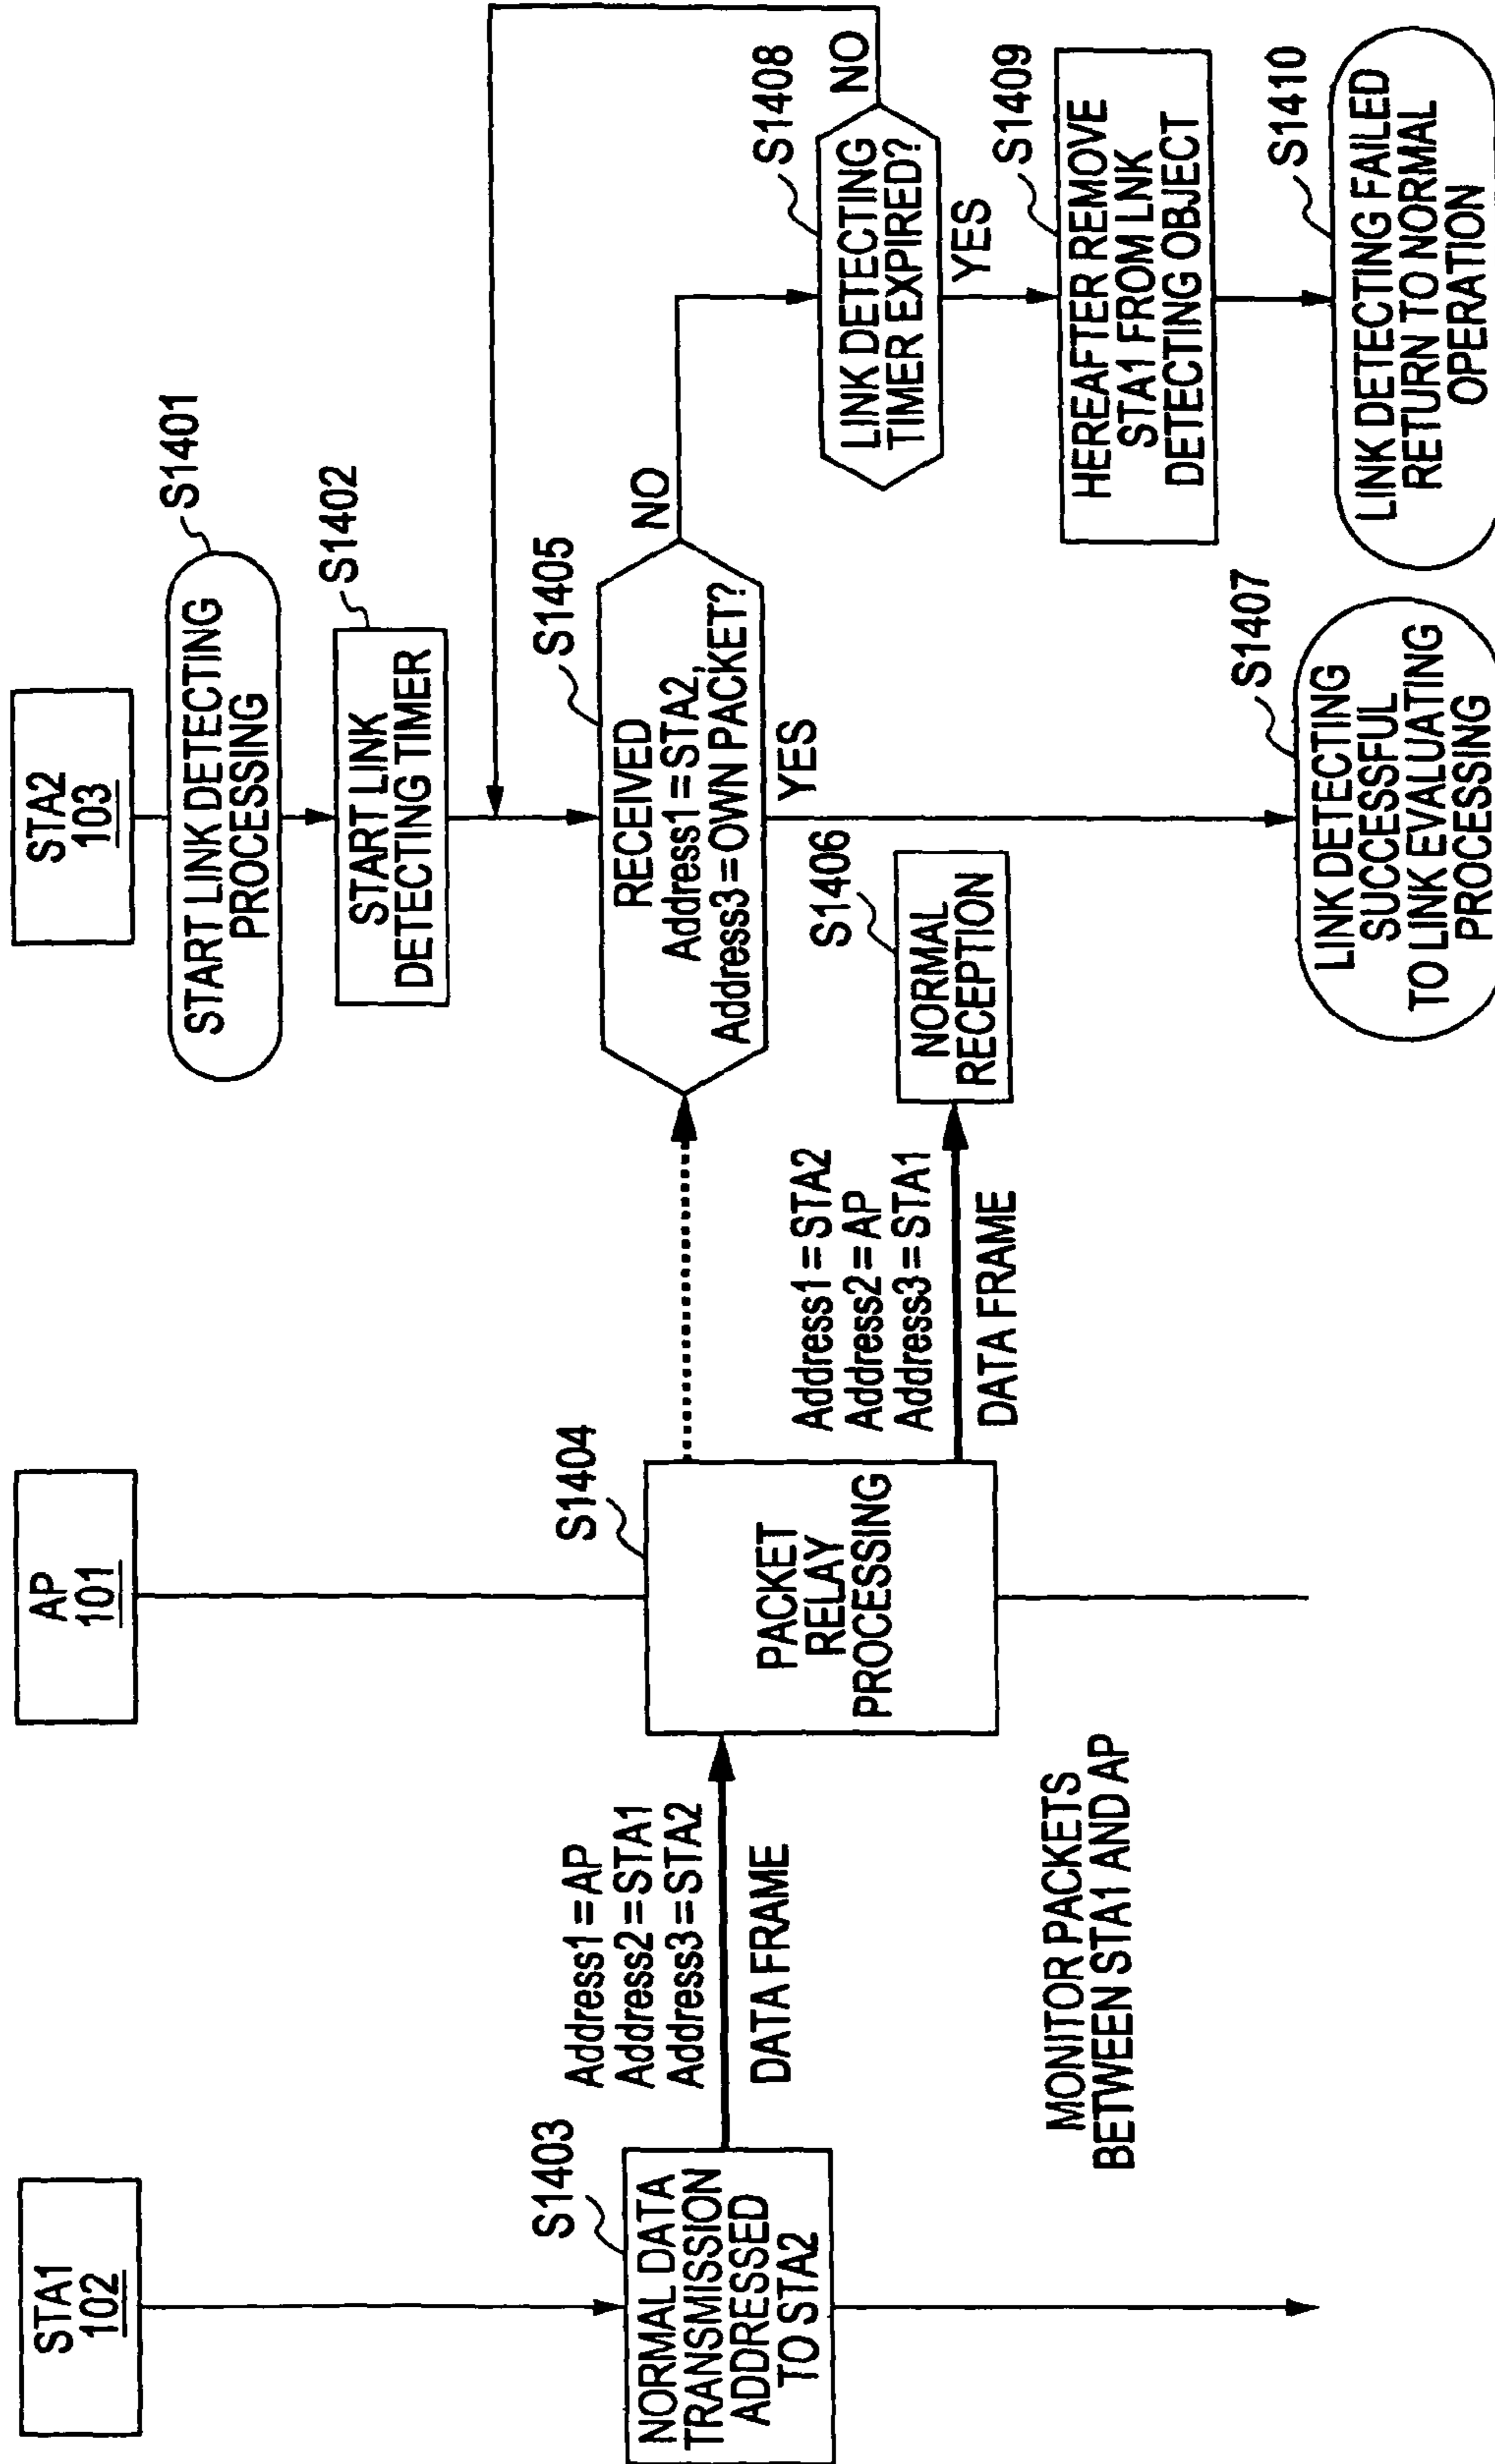 STA1
102
AP
101
STA2
103
START LINK DETECTING
PROCESSING
S1401
START LINK
DETECTING TIMER
S1402
NORMAL DATA
TRANSMISSION
ADDRESSED
TO STA2
S1403
Address1 = AP
Address2 = STA1
Address3 = STA2
DATA FRAME
PACKET
RELAY
PROCESSING
S1404
RECEIVED
Address1 = STA2,
Address3 = OWN PACKET?
S1405
NO
YES
Address1 = STA2
Address2 = AP
Address3 = STA1
DATA FRAME
NORMAL
RECEPTION
S1406
LINK DETECTING
TIMER EXPIRED?
S1408
NO
YES
HEREAFTER REMOVE
STA1 FROM LNK
DETECTING OBJECT
S1409
MONITOR PACKETS
BETWEEN STA1 AND AP
LINK DETECTING
SUCCESSFUL
TO LINK EVALUATING
PROCESSING
S1407
LINK DETECTING FAILED
RETURN TO NORMAL
OPERATION
S1410